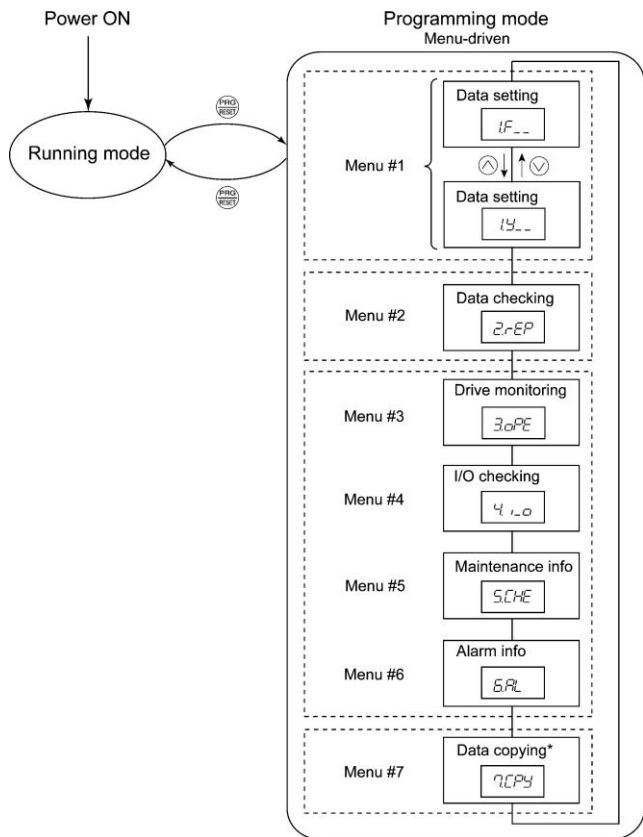 Power ON
Programming mode
Menu-driven
PRG
RESET
Running mode
PRG
RESET
Menu #1
Data setting
1.F__
Data setting
1.y__
Menu #2
Data checking
2.rEP
Menu #3
Drive monitoring
3.oPE
Menu #4
I/O checking
4.i_o
Menu #5
Maintenance info
5.CHE
Menu #6
Alarm info
6.AL
Menu #7
Data copying*
7.CPY